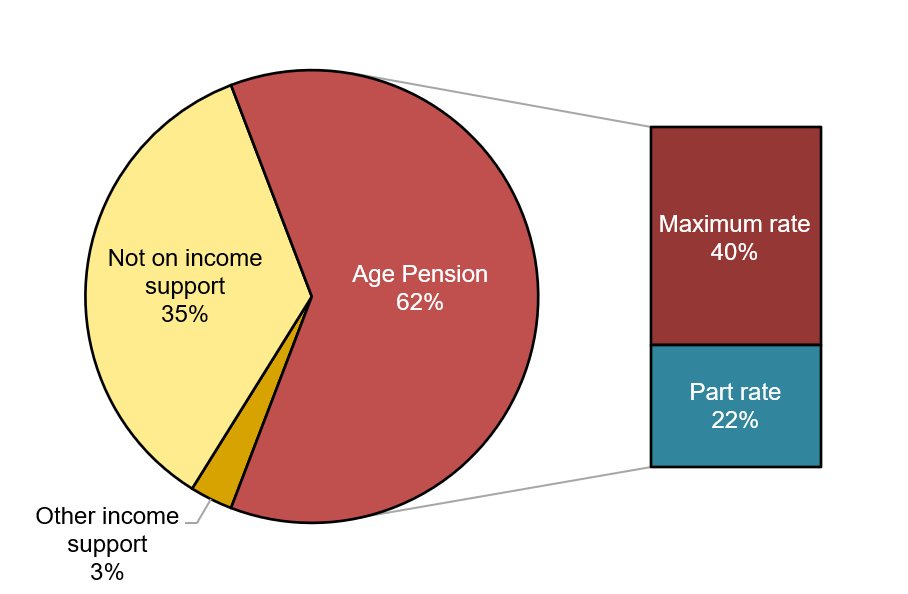 Not on income
support
35%
Age Pension
62%
Maximum rate
40%
Part rate
22%
Other income
support
3%